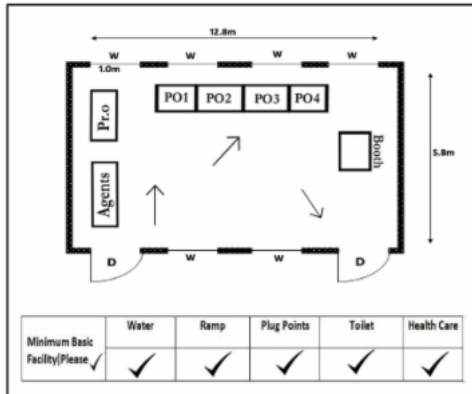 12.8m
W W W W
1.0m
PO1 PO2 PO3 PO4
Pr.o
Booth
5.8m
Agents
D W W D
Water Ramp Plug Points Toilet Health Care
Minimum Basic
Facility|Please ✓ ✓ ✓ ✓ ✓ ✓